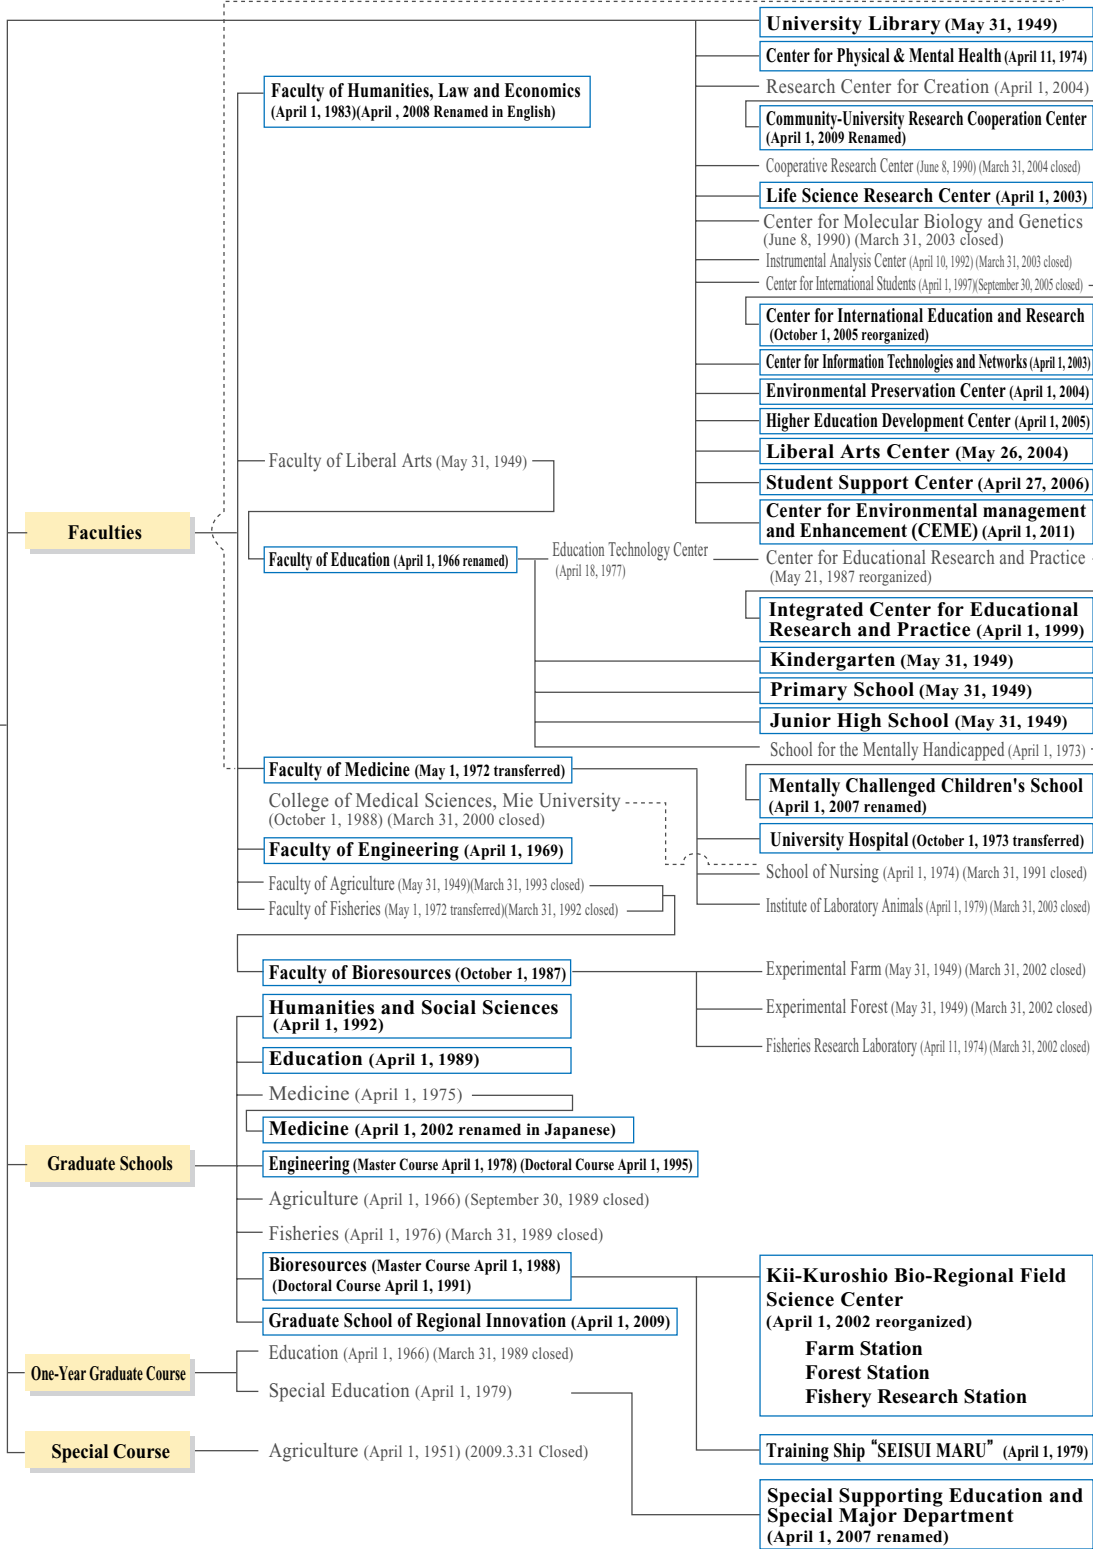 University Library (May 31, 1949)
Center for Physical & Mental Health (April 11, 1974)
Research Center for Creation (April 1, 2004)
Community-University Research Cooperation Center
(April 1, 2009 Renamed)
Cooperative Research Center (June 8, 1990) (March 31, 2004 closed)
Life Science Research Center (April 1, 2003)
Center for Molecular Biology and Genetics
(June 8, 1990) (March 31, 2003 closed)
Instrumental Analysis Center (April 10, 1992) (March 31, 2003 closed)
Center for International Students (April 1, 1997)(September 30, 2005 closed)
Center for International Education and Research
(October 1, 2005 reorganized)
Center for Information Technologies and Networks (April 1, 2003)
Environmental Preservation Center (April 1, 2004)
Higher Education Development Center (April 1, 2005)
Liberal Arts Center (May 26, 2004)
Student Support Center (April 27, 2006)
Center for Environmental management
and Enhancement (CEME) (April 1, 2011)
Faculties
Faculty of Humanities, Law and Economics
(April 1, 1983)(April , 2008 Renamed in English)
Faculty of Liberal Arts (May 31, 1949)
Faculty of Education (April 1, 1966 renamed)
Education Technology Center
(April 18, 1977)
Center for Educational Research and Practice
(May 21, 1987 reorganized)
Integrated Center for Educational
Research and Practice (April 1, 1999)
Kindergarten (May 31, 1949)
Primary School (May 31, 1949)
Junior High School (May 31, 1949)
School for the Mentally Handicapped (April 1, 1973)
Mentally Challenged Children's School
(April 1, 2007 renamed)
Faculty of Medicine (May 1, 1972 transferred)
College of Medical Sciences, Mie University
(October 1, 1988) (March 31, 2000 closed)
University Hospital (October 1, 1973 transferred)
School of Nursing (April 1, 1974) (March 31, 1991 closed)
Institute of Laboratory Animals (April 1, 1979) (March 31, 2003 closed)
Faculty of Engineering (April 1, 1969)
Faculty of Agriculture (May 31, 1949)(March 31, 1993 closed)
Faculty of Fisheries (May 1, 1972 transferred)(March 31, 1992 closed)
Faculty of Bioresources (October 1, 1987)
Experimental Farm (May 31, 1949) (March 31, 2002 closed)
Experimental Forest (May 31, 1949) (March 31, 2002 closed)
Fisheries Research Laboratory (April 11, 1974) (March 31, 2002 closed)
Graduate Schools
Humanities and Social Sciences
(April 1, 1992)
Education (April 1, 1989)
Medicine (April 1, 1975)
Medicine (April 1, 2002 renamed in Japanese)
Engineering (Master Course April 1, 1978) (Doctoral Course April 1, 1995)
Agriculture (April 1, 1966) (September 30, 1989 closed)
Fisheries (April 1, 1976) (March 31, 1989 closed)
Bioresources (Master Course April 1, 1988)
(Doctoral Course April 1, 1991)
Graduate School of Regional Innovation (April 1, 2009)
Kii-Kuroshio Bio-Regional Field
Science Center
(April 1, 2002 reorganized)
Farm Station
Forest Station
Fishery Research Station
Training Ship “SEISUI MARU” (April 1, 1979)
One-Year Graduate Course
Education (April 1, 1966) (March 31, 1989 closed)
Special Education (April 1, 1979)
Special Supporting Education and
Special Major Department
(April 1, 2007 renamed)
Special Course
Agriculture (April 1, 1951) (2009.3.31 Closed)